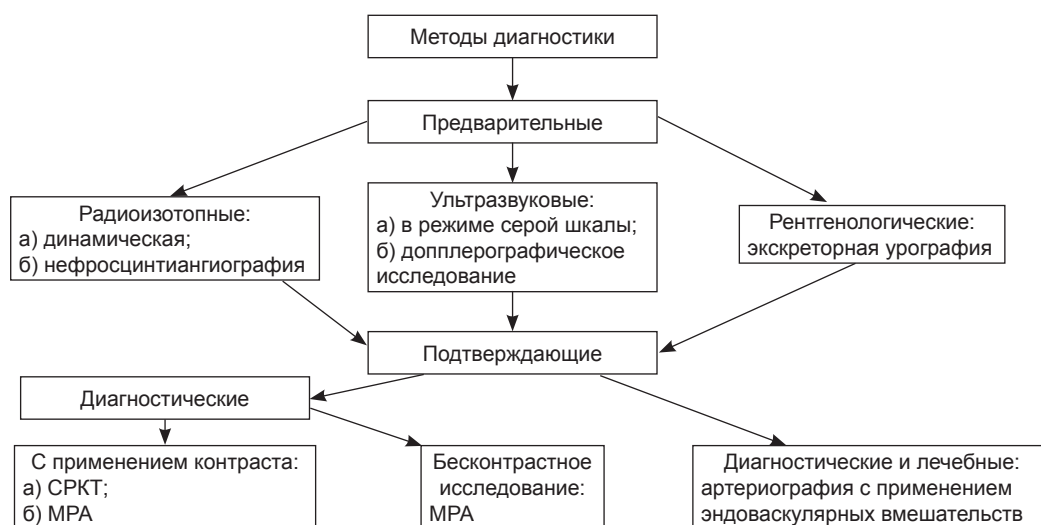 Методы диагностики
Предварительные
Радиоизотопные:
а) динамическая;
б) нефросцинтиангиография
Ультразвуковые:
а) в режиме серой шкалы;
б) допплерографическое
исследование
Рентгенологические:
экскреторная урография
Подтверждающие
Диагностические
С применением контраста:
а) СРКТ;
б) МРА
Бесконтрастное
исследование:
МРА
Диагностические и лечебные:
артериография с применением
эндоваскулярных вмешательств